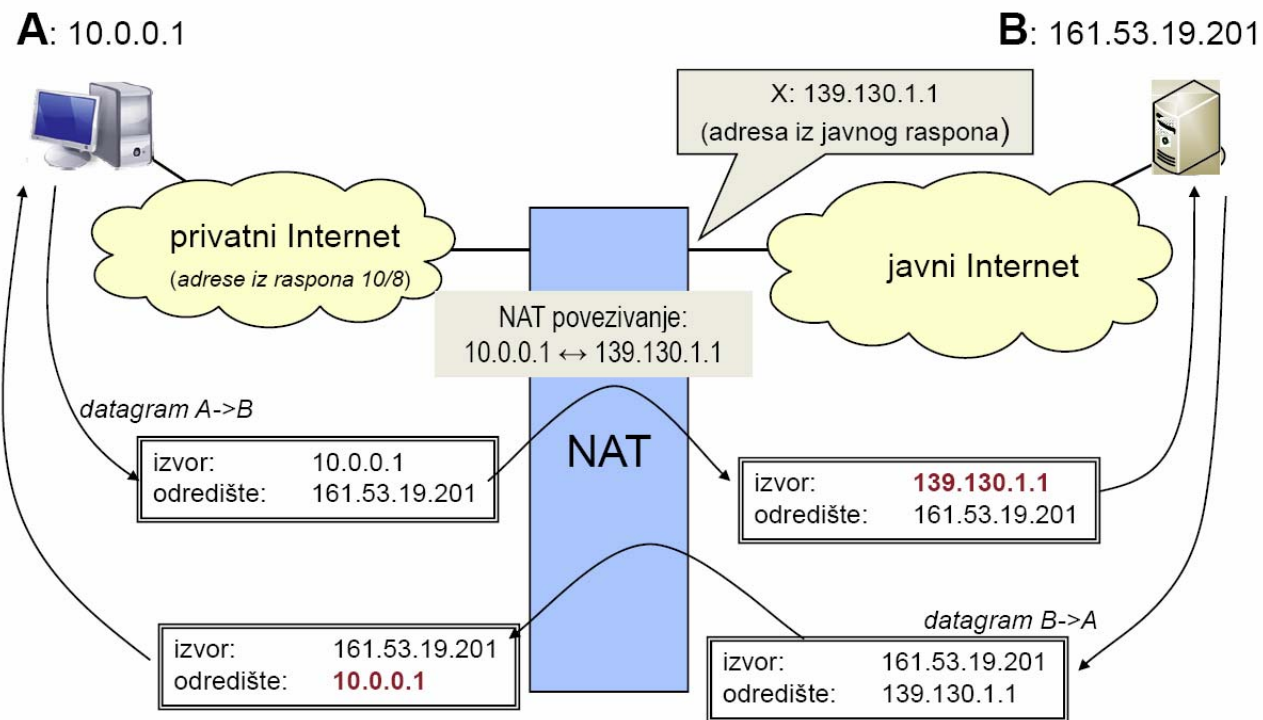 A: 10.0.0.1
B: 161.53.19.201
X: 139.130.1.1
(adresa iz javnog raspona)
privatni Internet
(adrese iz raspona 10/8)
javni Internet
NAT povezivanje:
10.0.0.1 ↔ 139.130.1.1
NAT
datagram A->B
izvor: 10.0.0.1
odredište: 161.53.19.201
izvor: 139.130.1.1
odredište: 161.53.19.201
datagram B->A
izvor: 161.53.19.201
odredište: 10.0.0.1
izvor: 161.53.19.201
odredište: 139.130.1.1